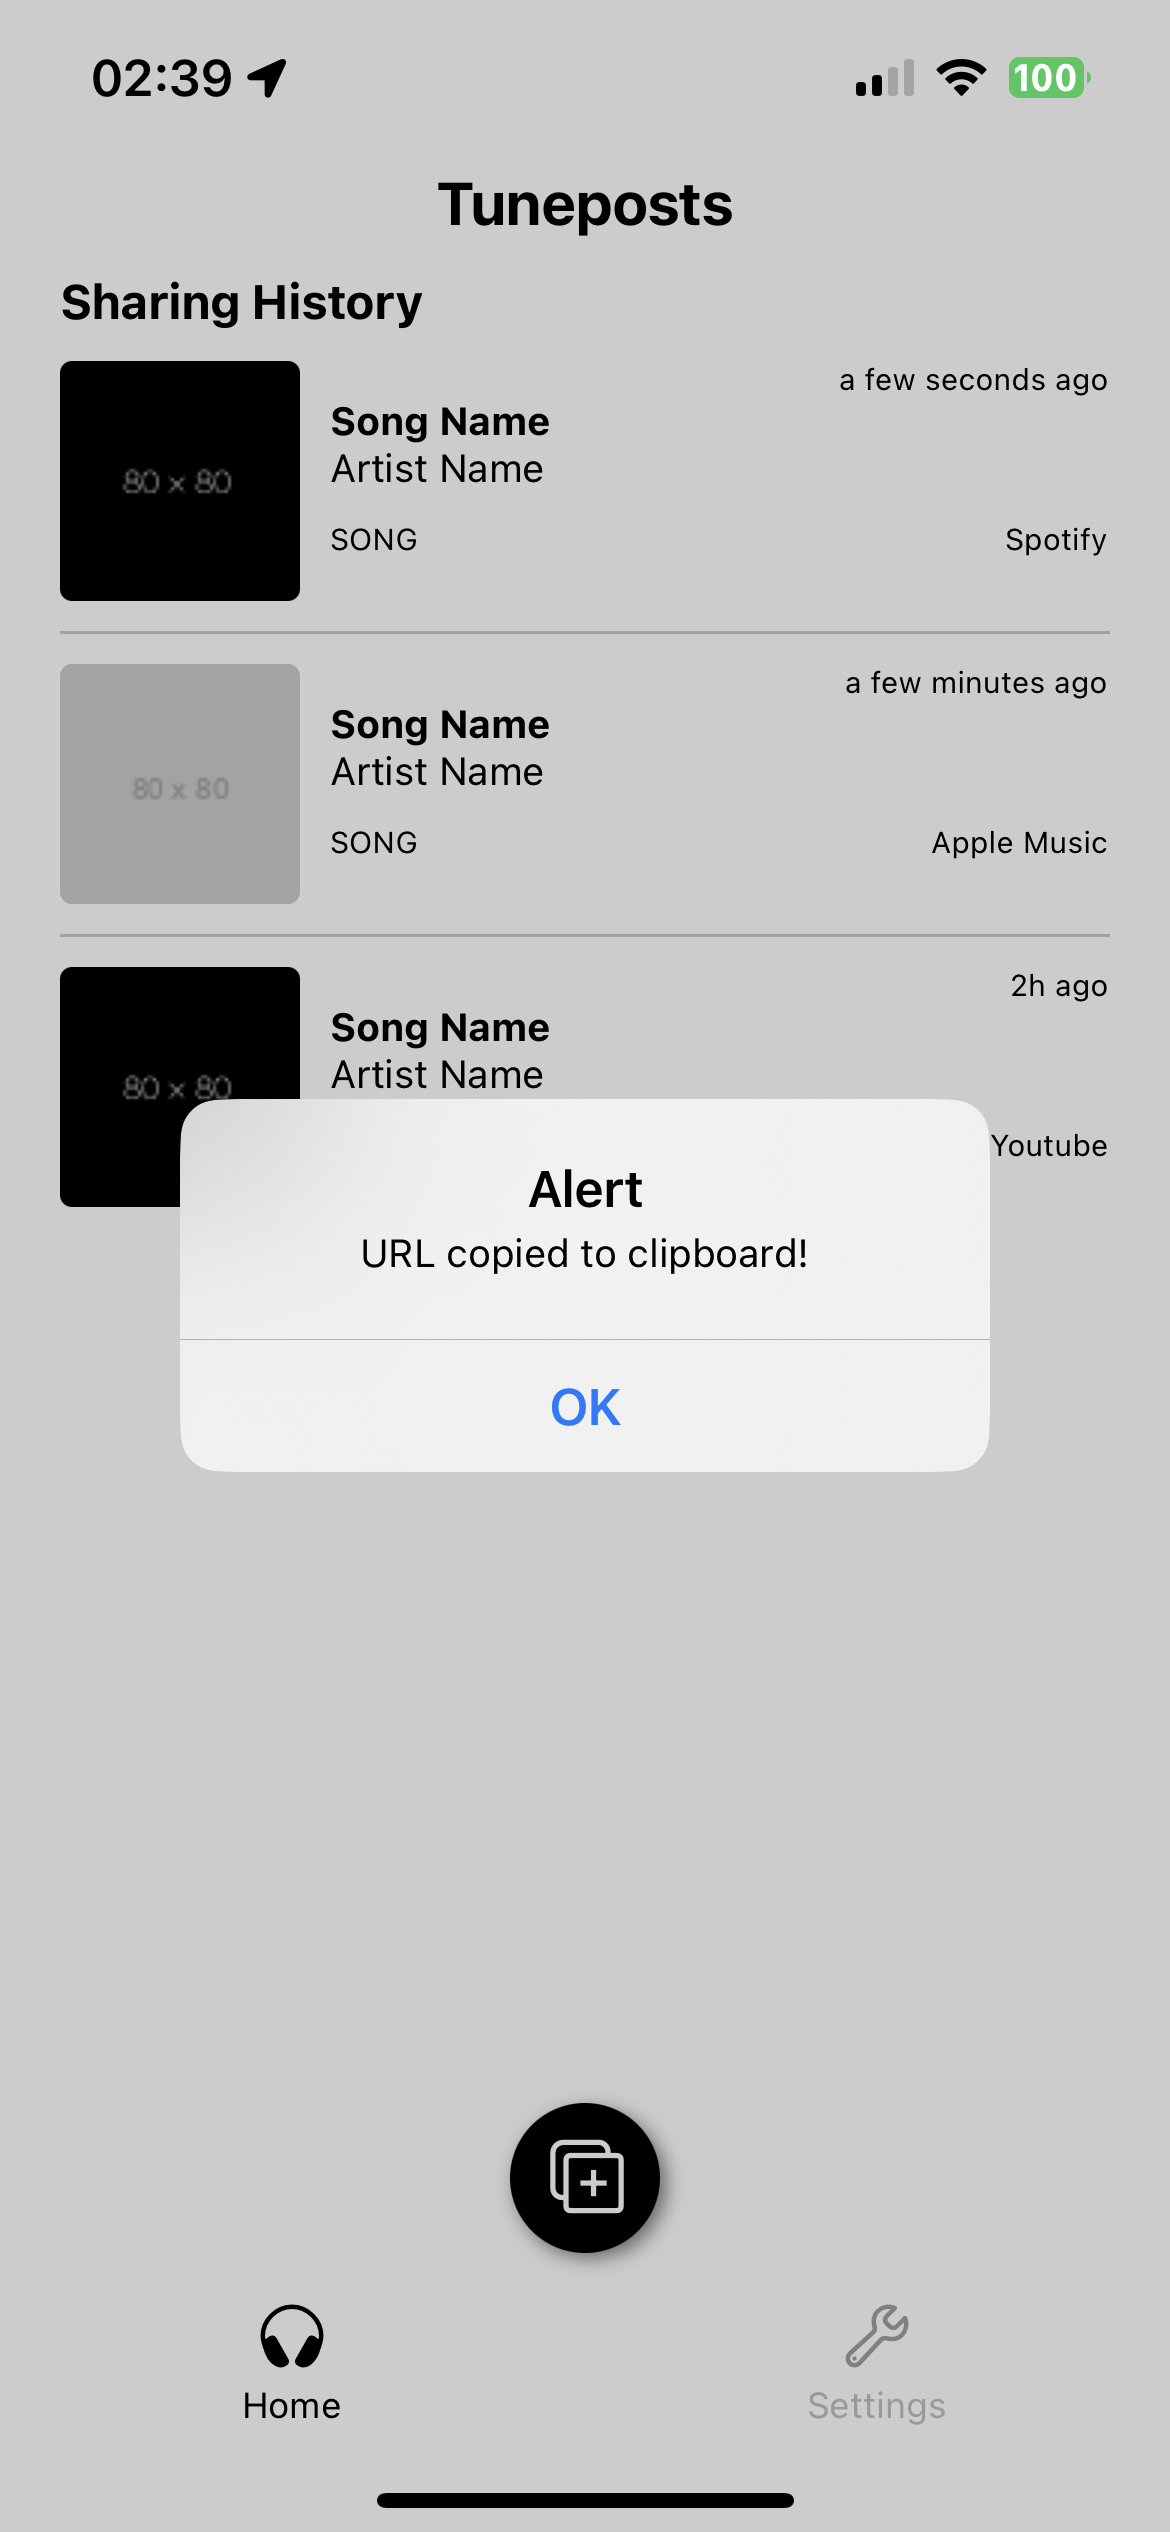 02:39
100
Tuneposts
Sharing History
a few seconds ago
80 x 80
Song Name
Artist Name
SONG
Spotify
a few minutes ago
80 x 80
Song Name
Artist Name
SONG
Apple Music
2h ago
80 x 80
Song Name
Artist Name
Youtube
Alert
URL copied to clipboard!
OK
Home
Settings